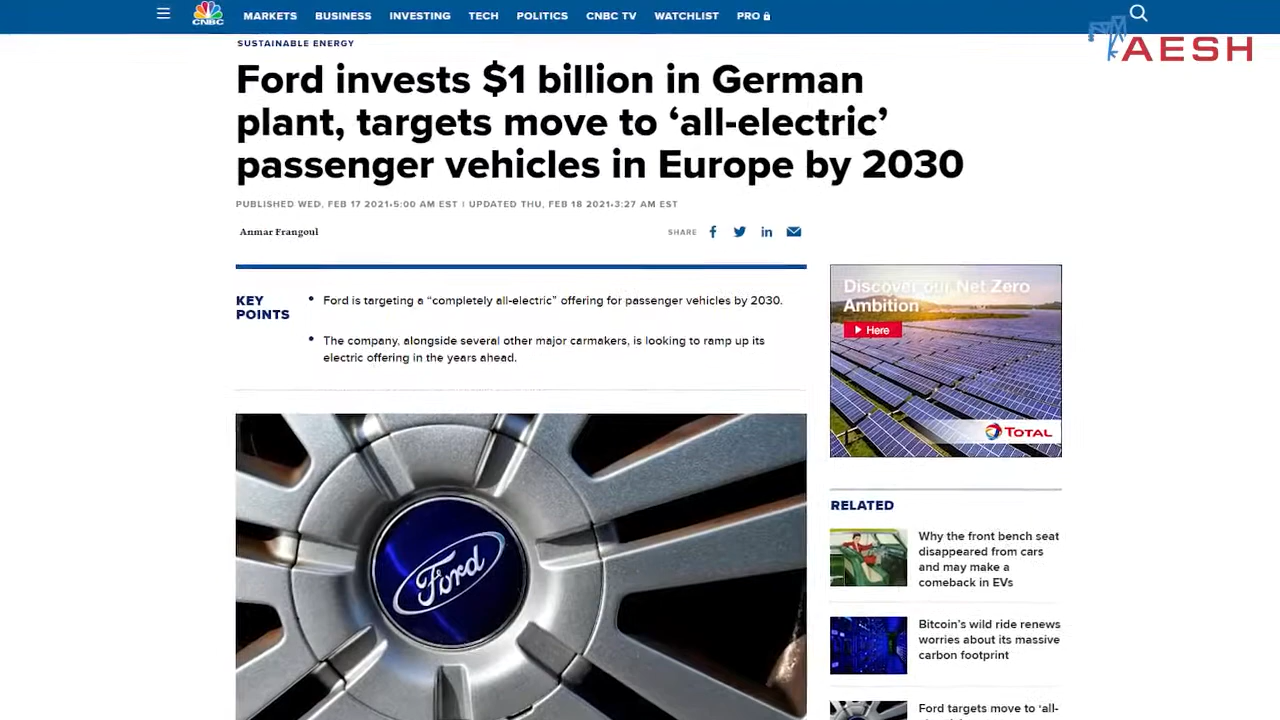 MARKETS BUSINESS INVESTING TECH POLITICS CNBC TV WATCHLIST PRO
CNBC
AESH
SUSTAINABLE ENERGY
Ford invests $1 billion in German
plant, targets move to ‘all-electric’
passenger vehicles in Europe by 2030
PUBLISHED WED, FEB 17 2021•5:00 AM EST | UPDATED THU, FEB 18 2021•3:27 AM EST
Anmar Frangoul
SHARE
KEY
POINTS
• Ford is targeting a “completely all-electric” offering for passenger vehicles by 2030.
• The company, alongside several other major carmakers, is looking to ramp up its
electric offering in the years ahead.
Ford
Discover our Net Zero
Ambition
Here
TOTAL
RELATED
Why the front bench seat
disappeared from cars
and may make a
comeback in EVs
Bitcoin’s wild ride renews
worries about its massive
carbon footprint
Ford targets move to ‘all-